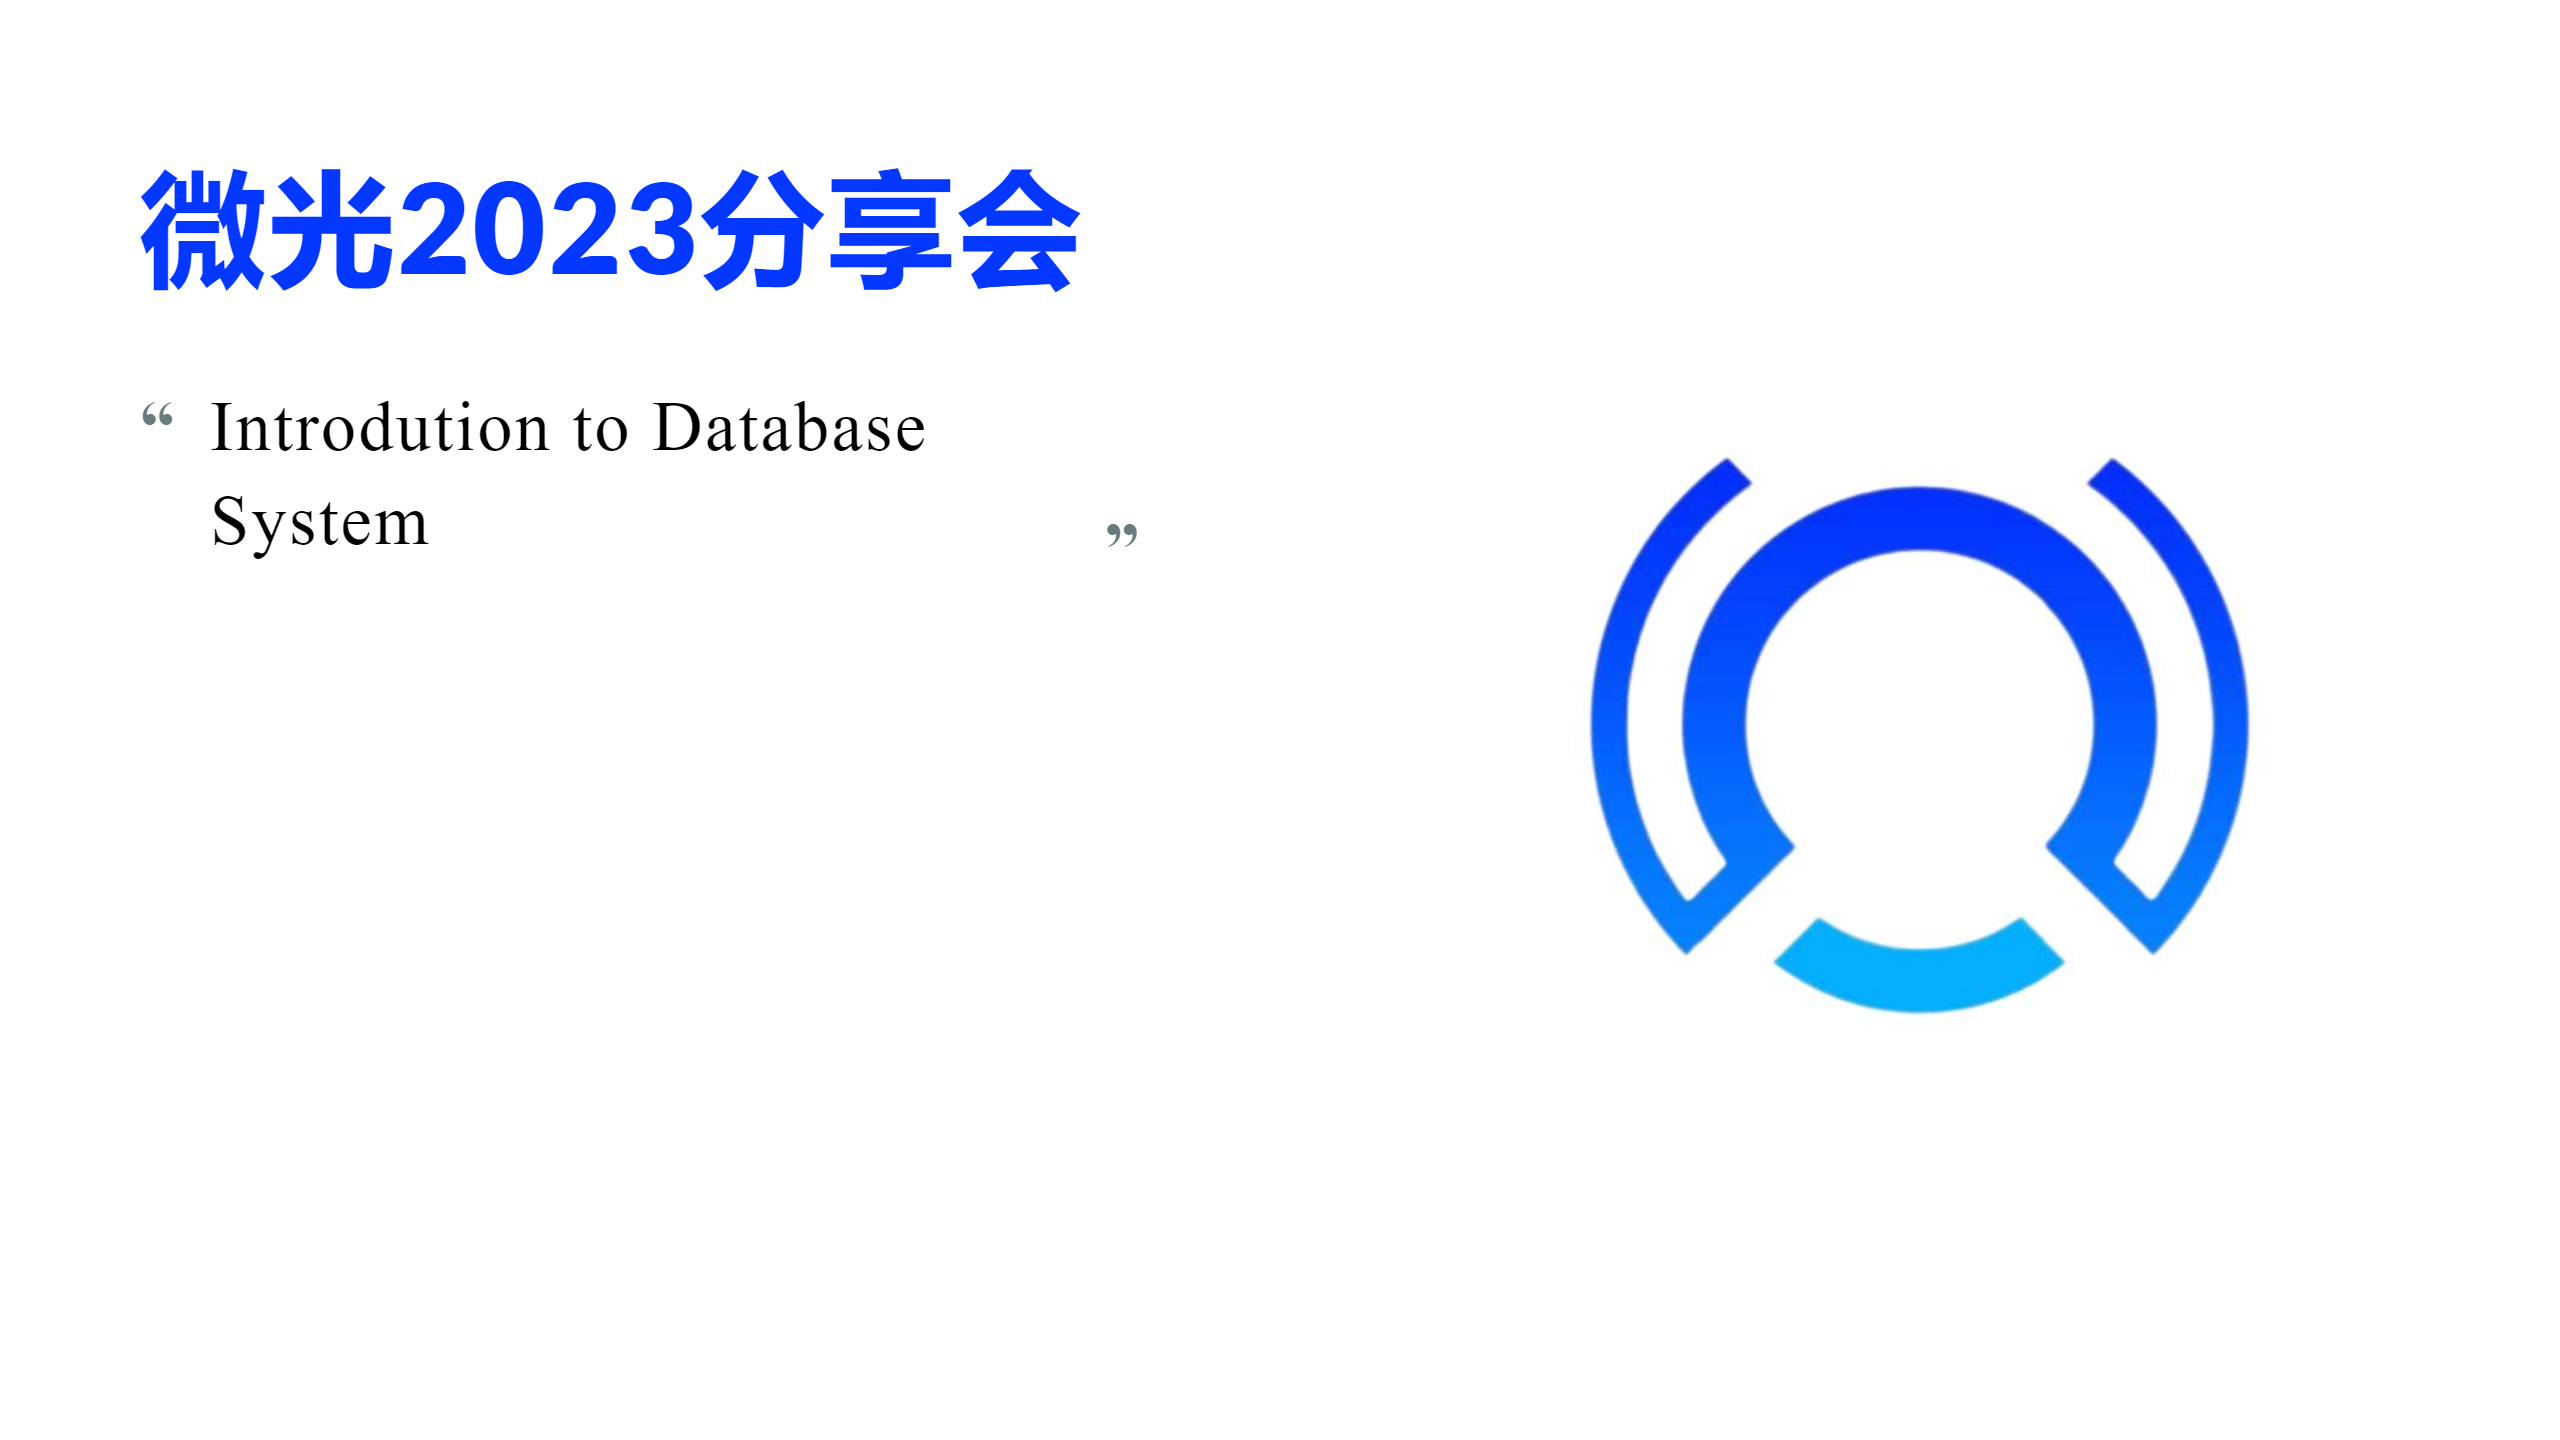 微光2023分享会
“ Introdution to Database
System ”